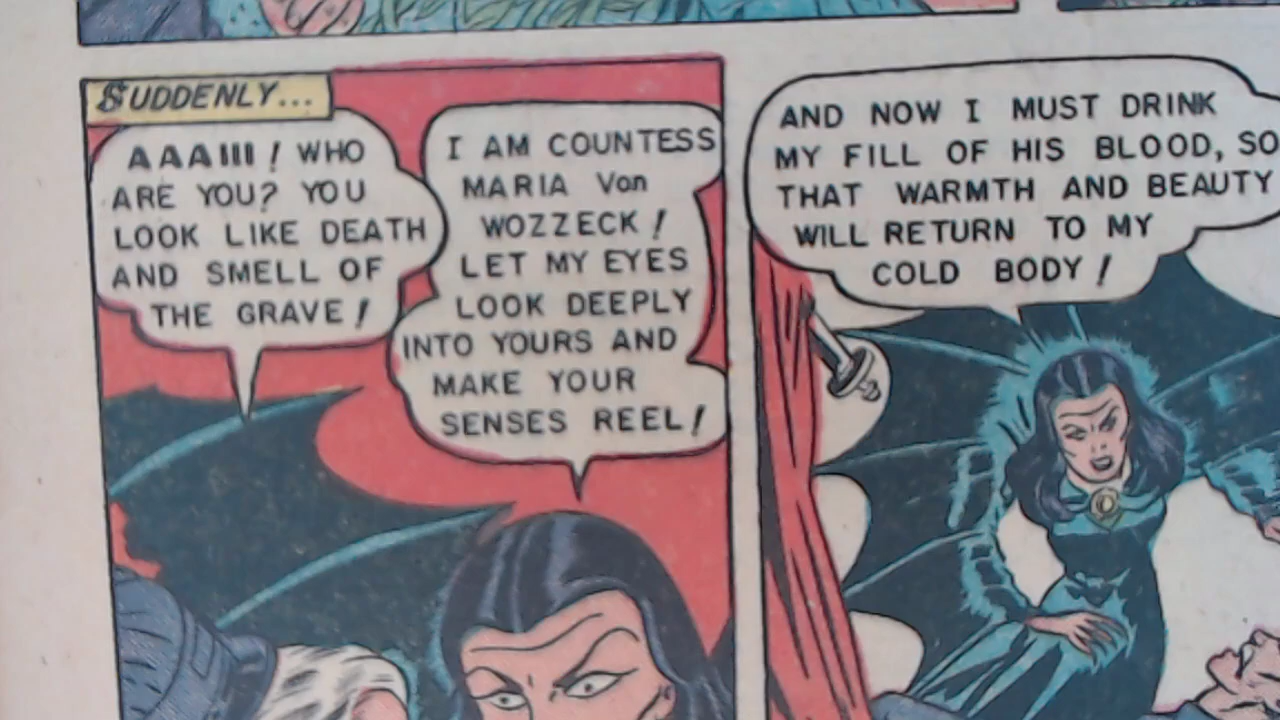 SUDDENLY...
AAAIII! WHO
ARE YOU? YOU
LOOK LIKE DEATH
AND SMELL OF
THE GRAVE!
I AM COUNTESS
MARIA Von
WOZZECK!
LET MY EYES
LOOK DEEPLY
INTO YOURS AND
MAKE YOUR
SENSES REEL!
AND NOW I MUST DRINK
MY FILL OF HIS BLOOD, SO
THAT WARMTH AND BEAUTY
WILL RETURN TO MY
COLD BODY!